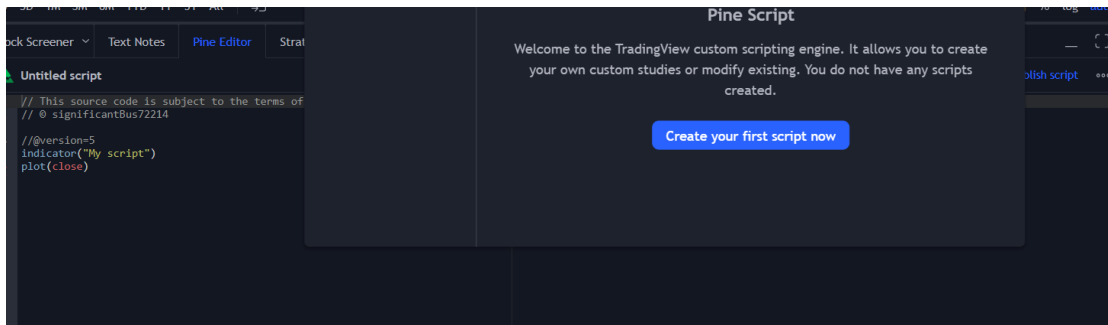 Pine Script
ock Screener Text Notes Pine Editor Strat
Welcome to the TradingView custom scripting engine. It allows you to create
your own custom studies or modify existing. You do not have any scripts
created.
Untitled script
blish script
Create your first script now
// This source code is subject to the terms of
// © significantBus72214
//@version=5
indicator("My script")
plot(close)